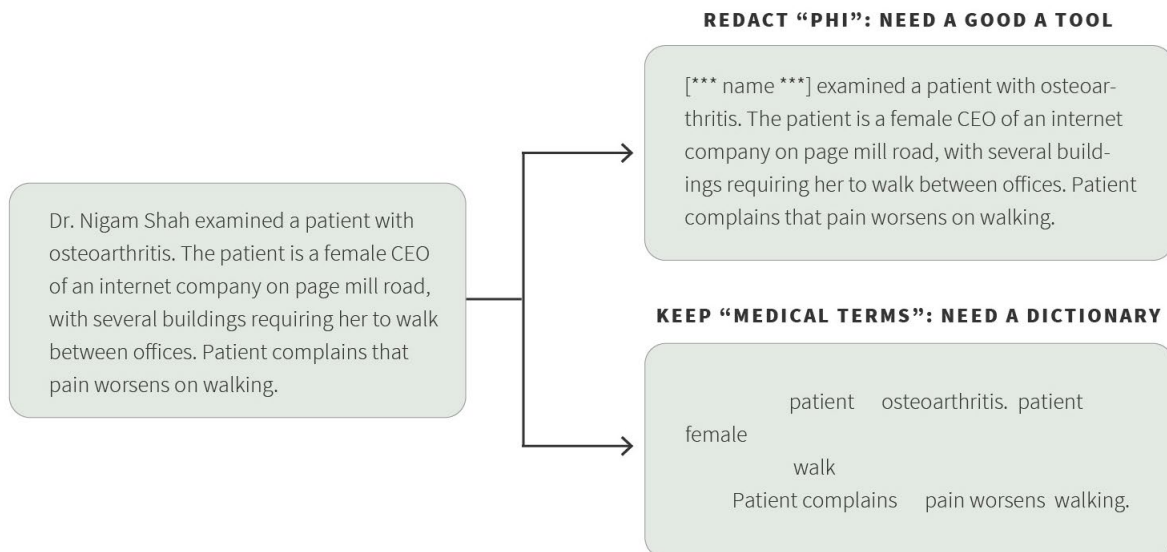 REDACT “PHI”: NEED A GOOD A TOOL
[*** name ***] examined a patient with osteoar-
thritis. The patient is a female CEO of an internet
company on page mill road, with several build-
ings requiring her to walk between offices. Patient
complains that pain worsens on walking.
Dr. Nigam Shah examined a patient with
osteoarthritis. The patient is a female CEO
of an internet company on page mill road,
with several buildings requiring her to walk
between offices. Patient complains that
pain worsens on walking.
KEEP “MEDICAL TERMS”: NEED A DICTIONARY
patient osteoarthritis. patient
female
walk
Patient complains pain worsens walking.